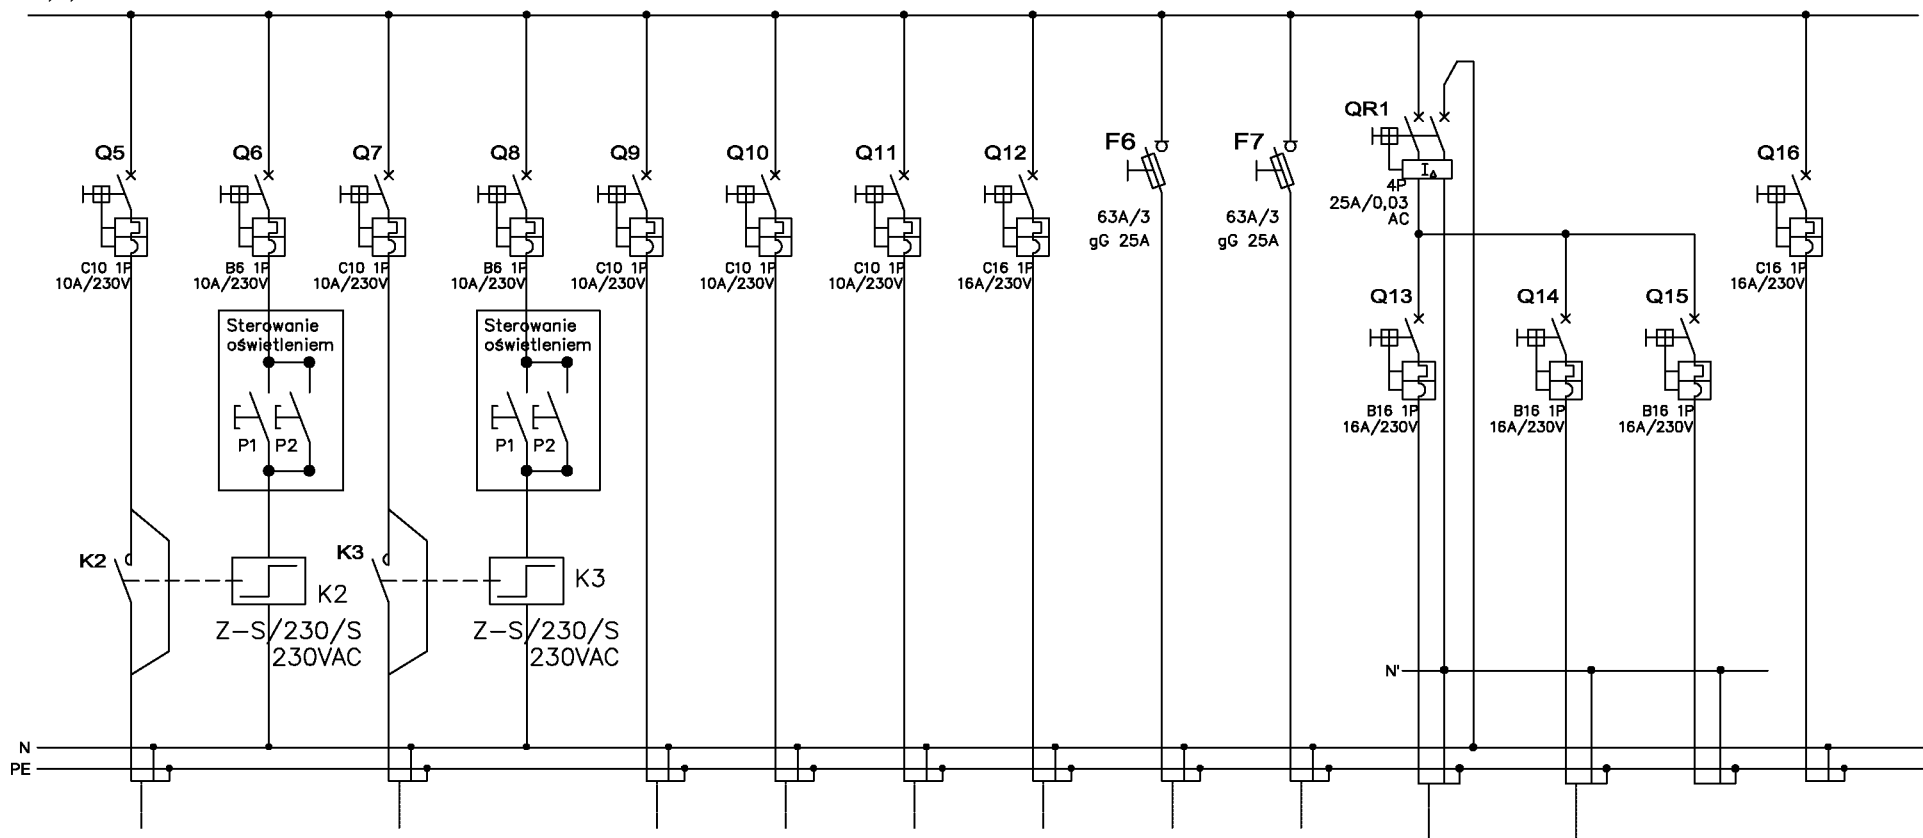 QR1
4P
25A/0,03
AC
Q5
Q6
Q7
Q8
Q9
Q10
Q11
Q12
F6
F7
Q16
63A/3
gG 25A
63A/3
gG 25A
C10 1P
10A/230V
B6 1P
10A/230V
C10 1P
10A/230V
B6 1P
10A/230V
C10 1P
10A/230V
C10 1P
10A/230V
C10 1P
10A/230V
C16 1P
16A/230V
C16 1P
16A/230V
I△
Q13
Q14
Q15
Sterowanie
oświetleniem
Sterowanie
oświetleniem
B16 1P
16A/230V
B16 1P
16A/230V
B16 1P
16A/230V
P1 P2
P1 P2
K2
K2
K3
K3
Z-S/230/S
230VAC
Z-S/230/S
230VAC
N'
N
PE